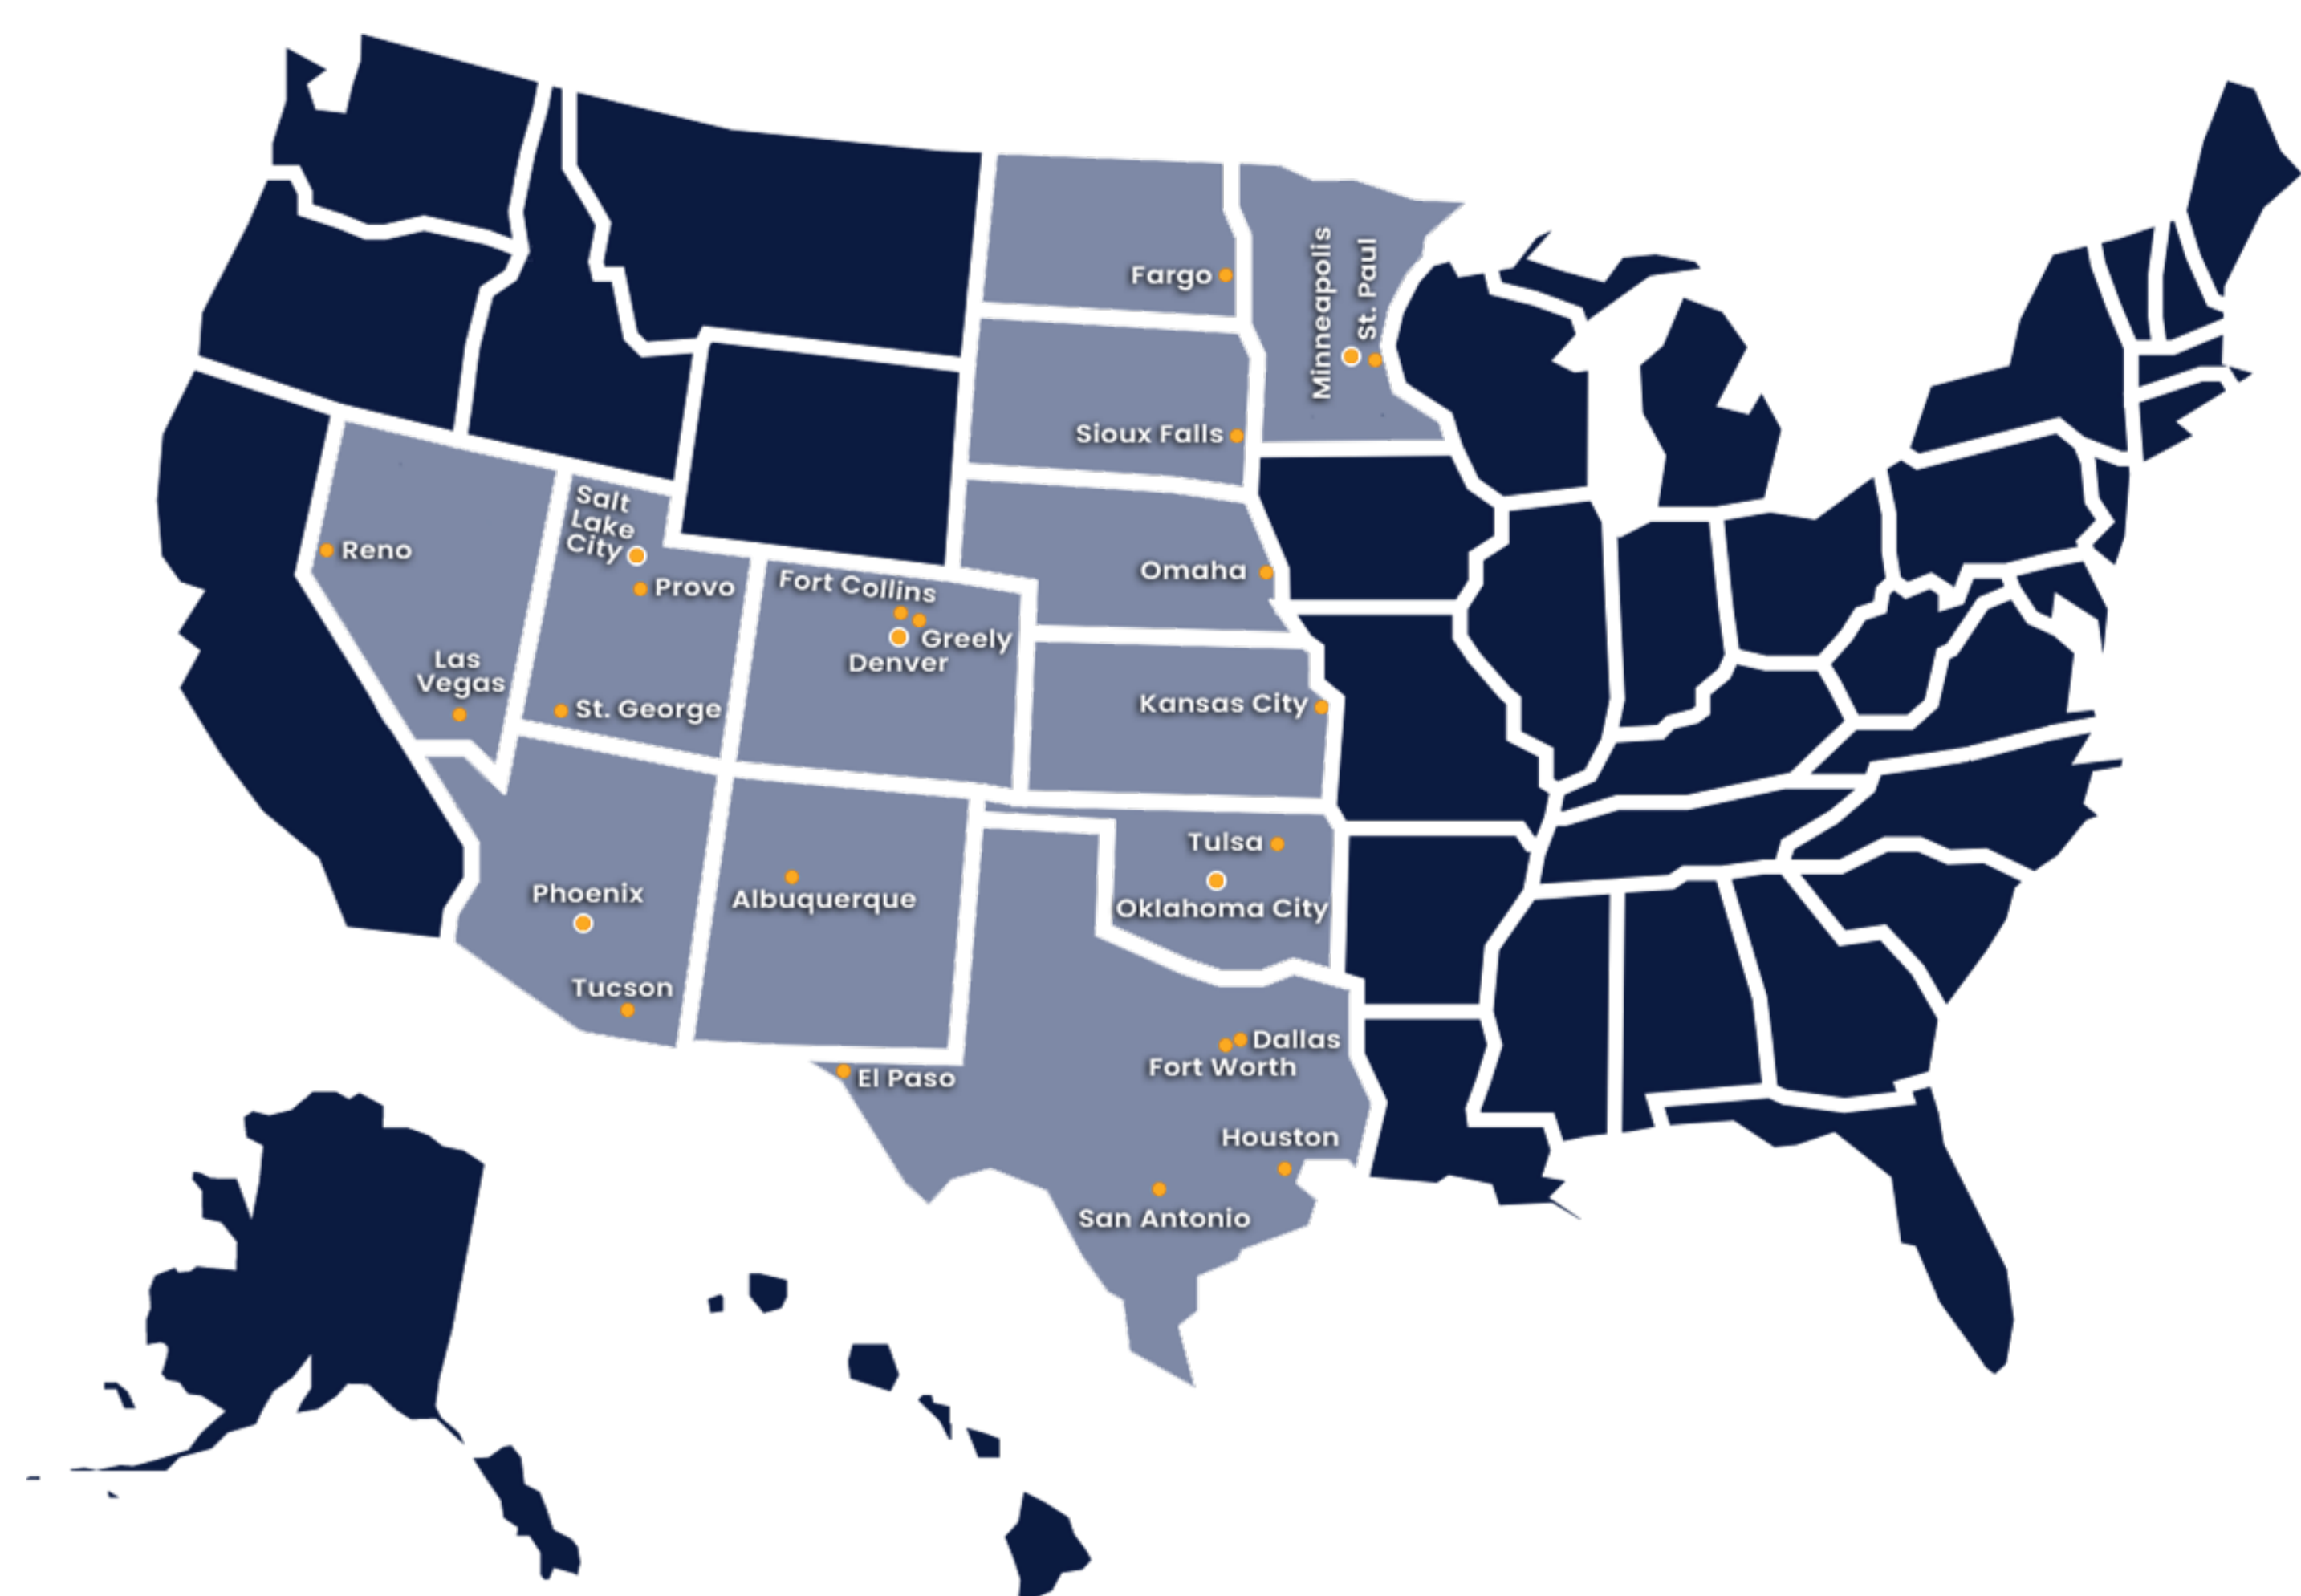 Fargo
Minneapolis
St. Paul
Sioux Falls
Salt
Lake
City
Reno
Provo
Fort Collins
Greely
Denver
Omaha
Las
Vegas
St. George
Kansas City
Tulsa
Oklahoma City
Phoenix
Albuquerque
Tucson
Dallas
Fort Worth
El Paso
Houston
San Antonio